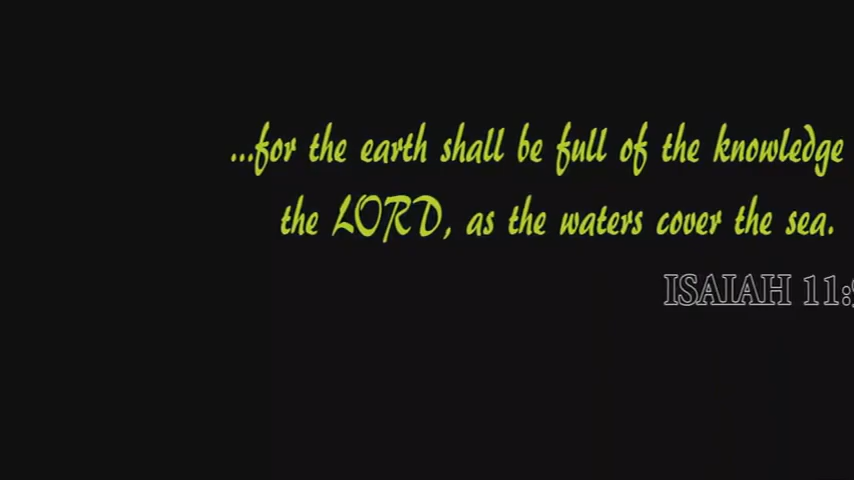 ...for the earth shall be full of the knowledge
the LORD, as the waters cover the sea.
ISAIAH 11: